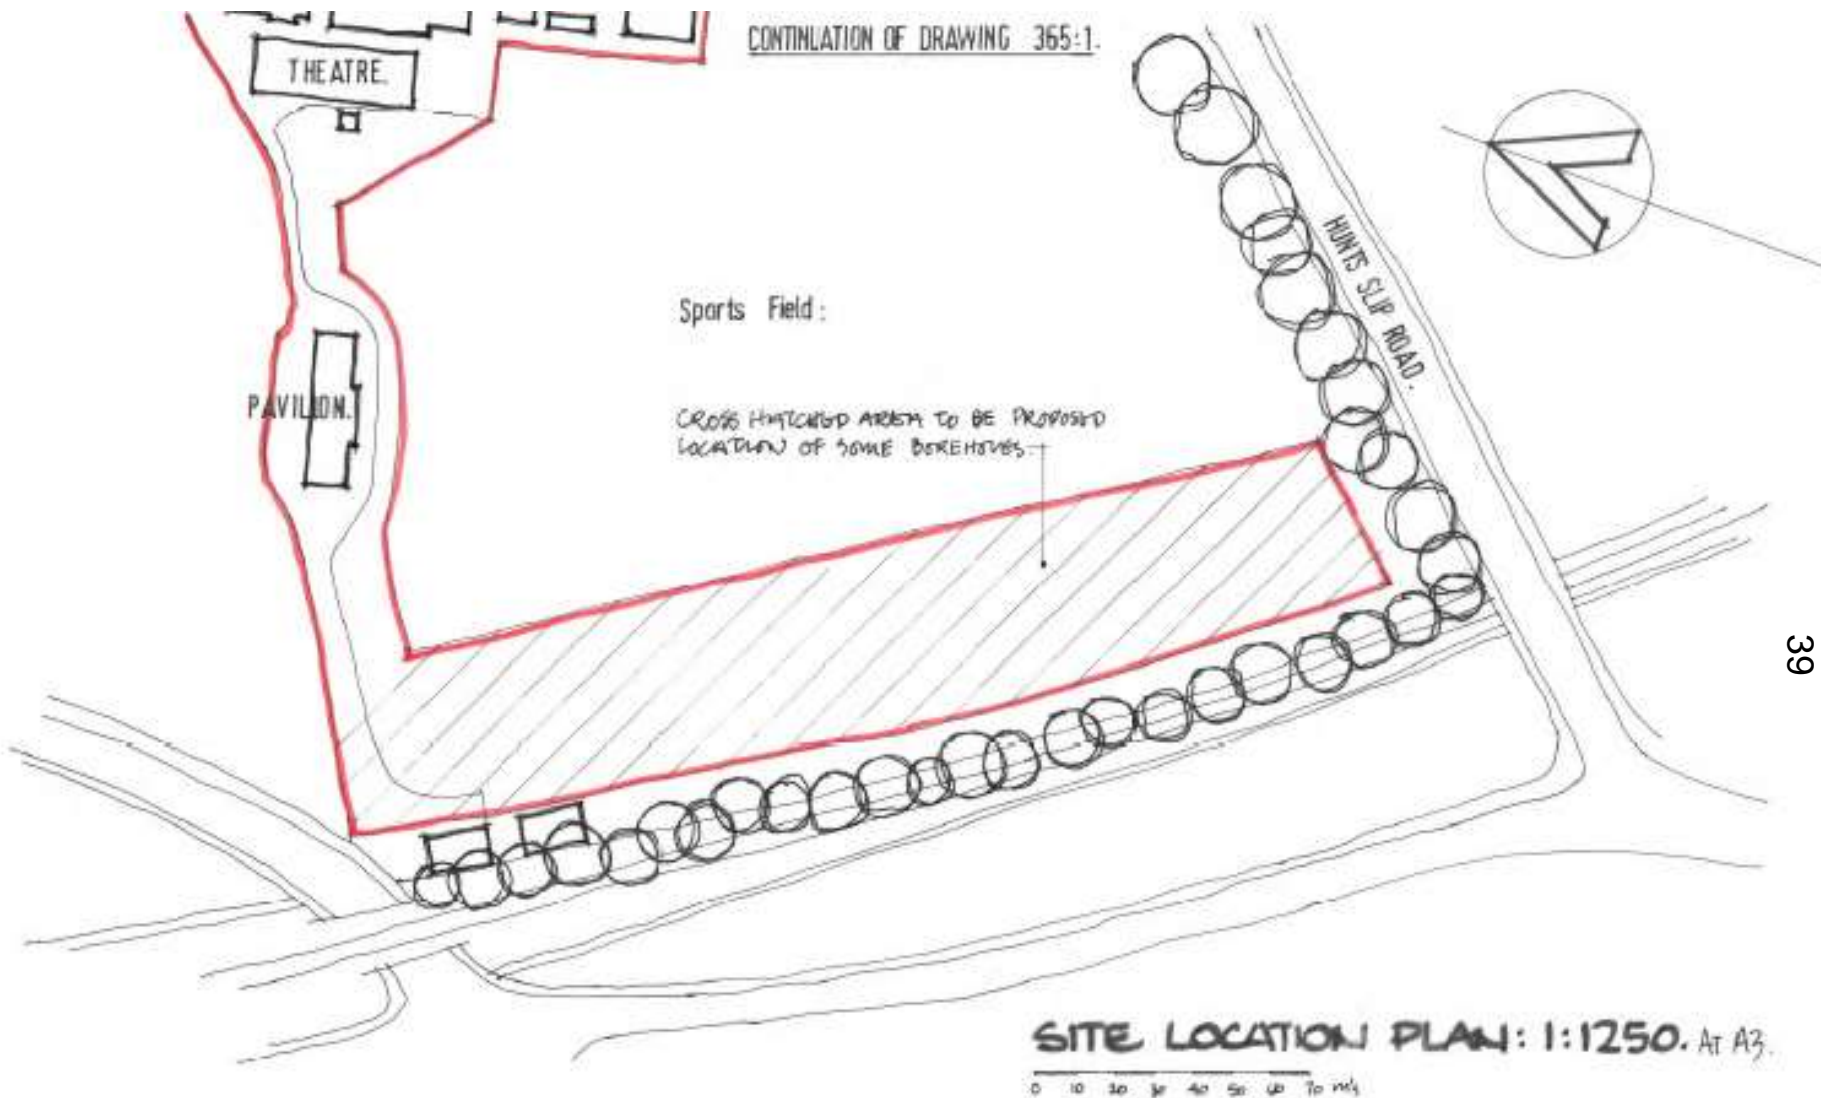 CONTINUATION OF DRAWING 365:1.
THEATRE.
HUNTS SLIP ROAD.
Sports Field:
PAVILION.
CROSS HATCHED AREA TO BE PROPOSED
LOCATION OF SOME BOREHOLES
39
SITE LOCATION PLAN: 1:1250. AT A3.
0 10 20 30 40 50 60 70 m's